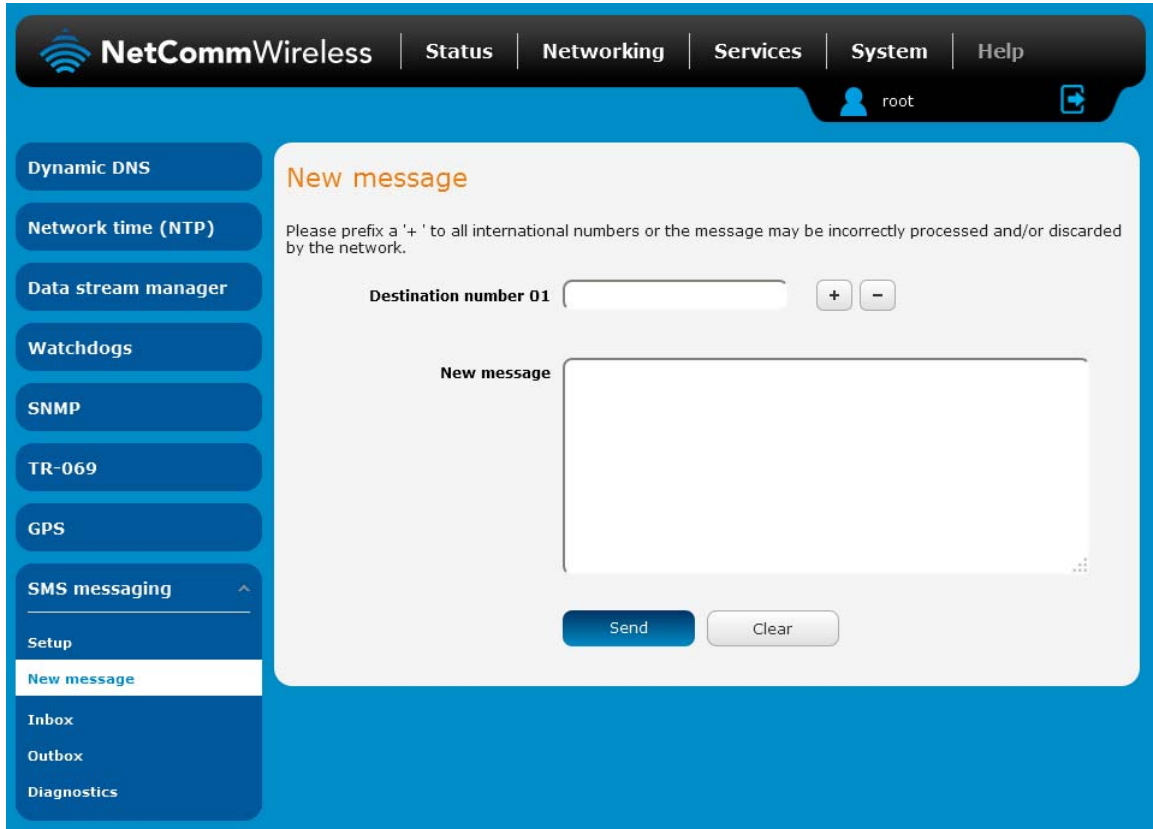 NetCommWireless Status Networking Services System Help
root
Dynamic DNS
Network time (NTP)
Data stream manager
Watchdogs
SNMP
TR-069
GPS
SMS messaging
Setup
New message
Inbox
Outbox
Diagnostics
New message
Please prefix a '+ ' to all international numbers or the message may be incorrectly processed and/or discarded
by the network.
Destination number 01 + -
New message
Send Clear